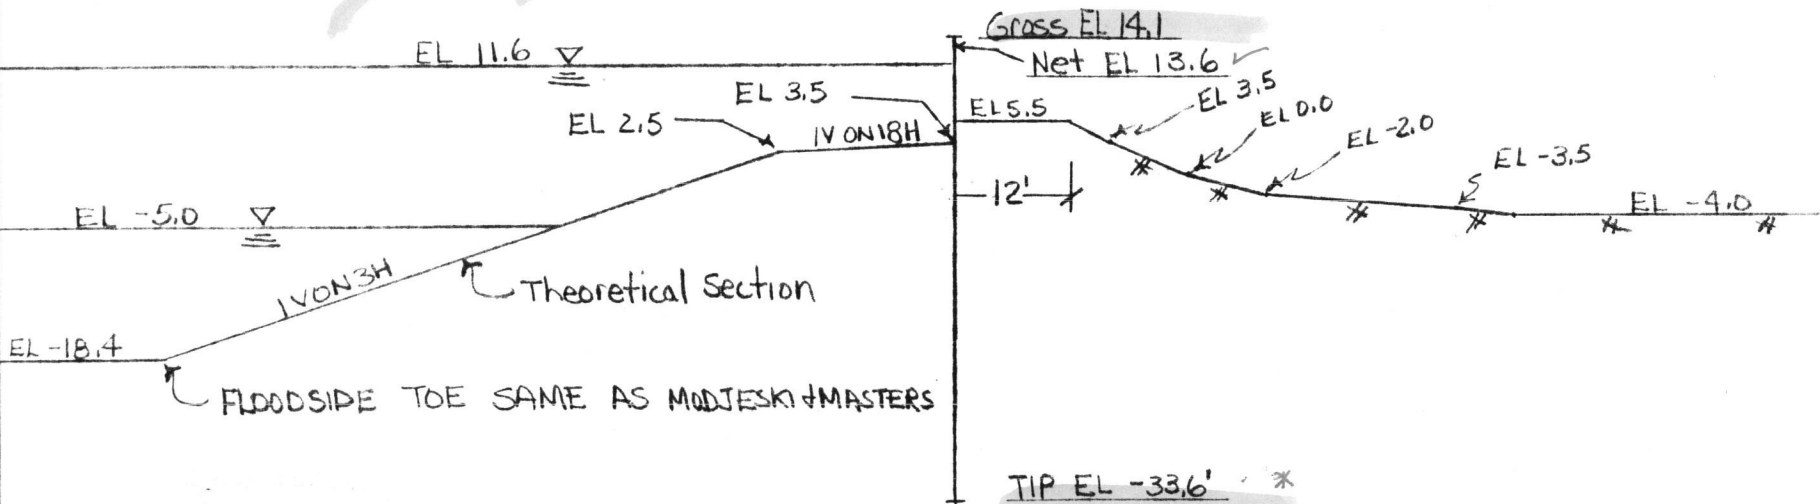 Gross EL 14.1
EL 11.6
Net EL 13.6
EL 3.5
EL 5.5
EL 3.5
EL 2.5
1V ON 18H
EL 0.0
EL -2.0
EL -3.5
12'
EL -5.0
EL -4.0
1V ON 3H
Theoretical Section
EL -18.4
FLOODSIDE TOE SAME AS MODJESKI & MASTERS
TIP EL -33.6' *